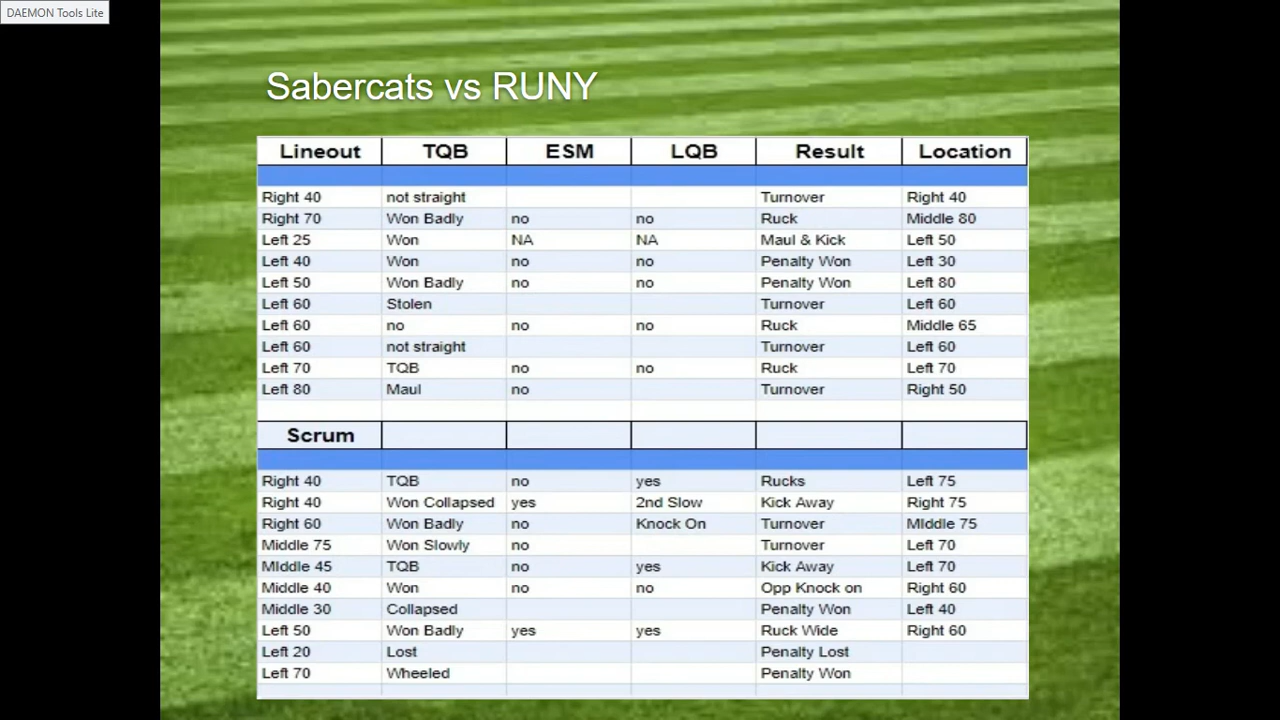 DAEMON Tools Lite
Sabercats vs RUNY
Lineout TQB ESM LQB Result Location
Right 40 not straight Turnover Right 40
Right 70 Won Badly no no Ruck Middle 80
Left 25 Won NA NA Maul & Kick Left 50
Left 40 Won no no Penalty Won Left 30
Left 50 Won Badly no no Penalty Won Left 80
Left 60 Stolen Turnover Left 60
Left 60 no no no Ruck Middle 65
Left 60 not straight Turnover Left 60
Left 70 TQB no no Ruck Left 70
Left 80 Maul no Turnover Right 50
Scrum
Right 40 TQB no yes Rucks Left 75
Right 40 Won Collapsed yes 2nd Slow Kick Away Right 75
Right 60 Won Badly no Knock On Turnover MIddle 75
Middle 75 Won Slowly no Turnover Left 70
MIddle 45 TQB no yes Kick Away Left 70
Middle 40 Won no no Opp Knock on Right 60
Middle 30 Collapsed Penalty Won Left 40
Left 50 Won Badly yes yes Ruck Wide Right 60
Left 20 Lost Penalty Lost
Left 70 Wheeled Penalty Won